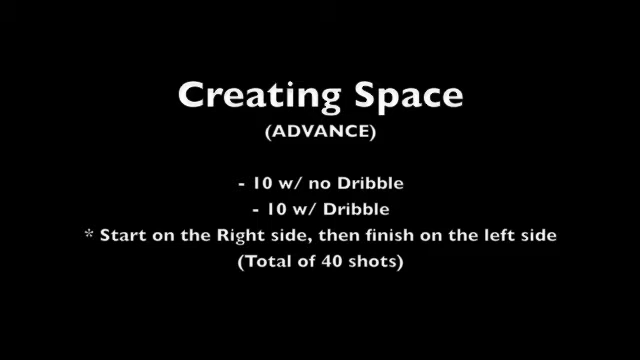 Creating Space
(ADVANCE)
- 10 w/ no Dribble
- 10 w/ Dribble
* Start on the Right side, then finish on the left side
(Total of 40 shots)